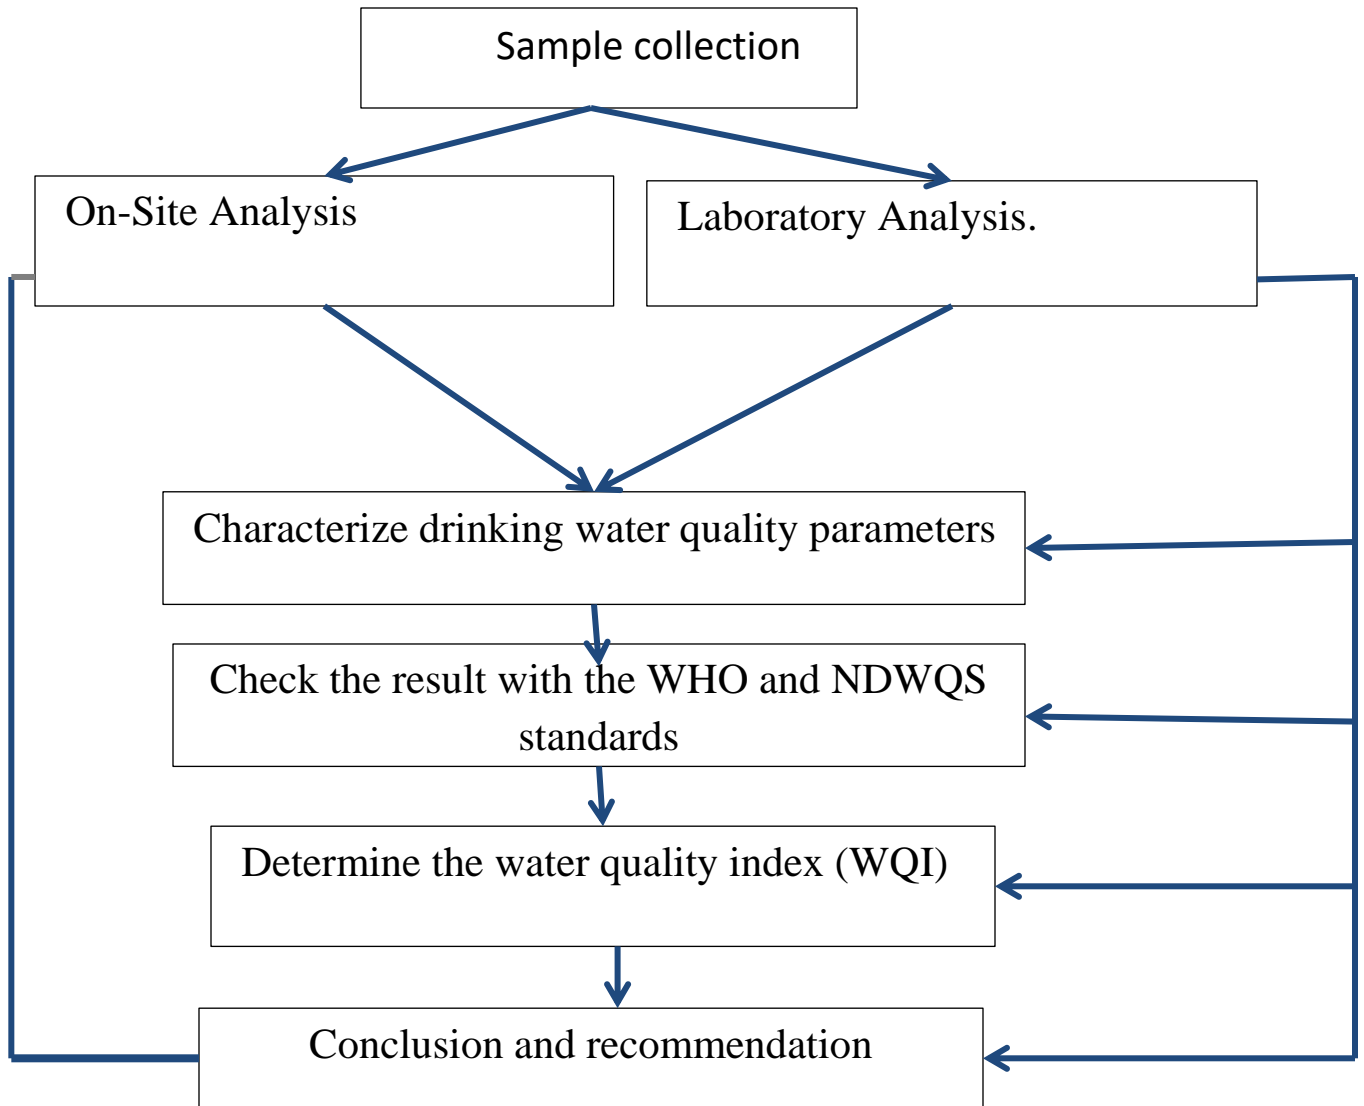 Sample collection
On-Site Analysis
Laboratory Analysis.
Characterize drinking water quality parameters
Check the result with the WHO and NDWQS
standards
Determine the water quality index (WQI)
Conclusion and recommendation